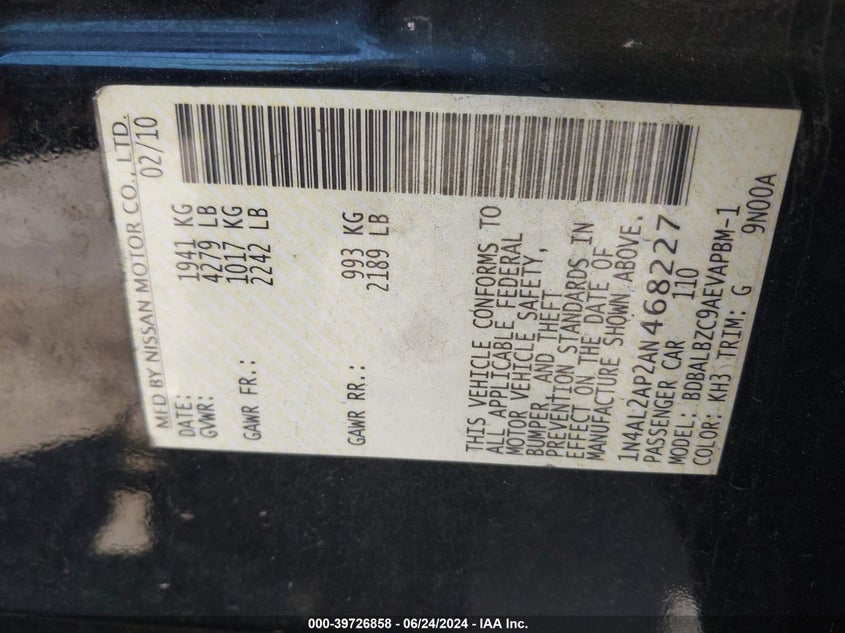 MFD BY NISSAN MOTOR CO., LTD.
DATE: 02/10
GVWR: 1941 KG
4279 LB
GAWR FR.: 1017 KG
2242 LB
GAWR RR.: 993 KG
2189 LB
THIS VEHICLE CONFORMS TO
ALL APPLICABLE FEDERAL
MOTOR VEHICLE SAFETY,
BUMPER, AND THEFT
PREVENTION STANDARDS IN
EFFECT ON THE DATE OF
MANUFACTURE SHOWN ABOVE.
1N4AL2AP2AN468227
PASSENGER CAR 110
MODEL: BDBALBZC9AEVAPBM-1
COLOR: KH3 TRIM: G 9N00A
000-39726858 - 06/24/2024 - IAA Inc.